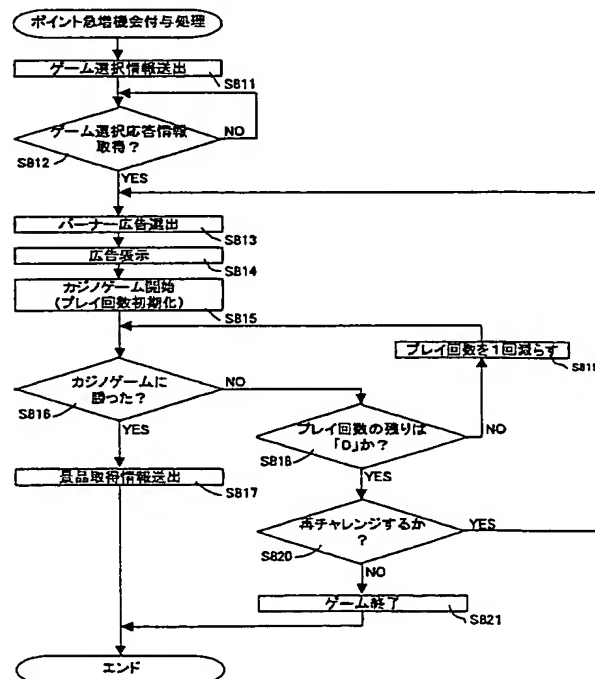 ポイント急増機会付与処理
ゲーム選択情報送出
S811
ゲーム選択応答情報
取得？
NO
S812
YES
バーナー広告選出
S813
広告表示
S814
カジノゲーム開始
(プレイ回数初期化)
S815
プレイ回数を1回減らす
S819
カジノゲームに
勝った？
NO
S816
YES
プレイ回数の残りは
「0」か？
NO
S818
YES
景品取得情報送出
S817
再チャレンジするか
？
YES
S820
NO
ゲーム終了
S821
エンド